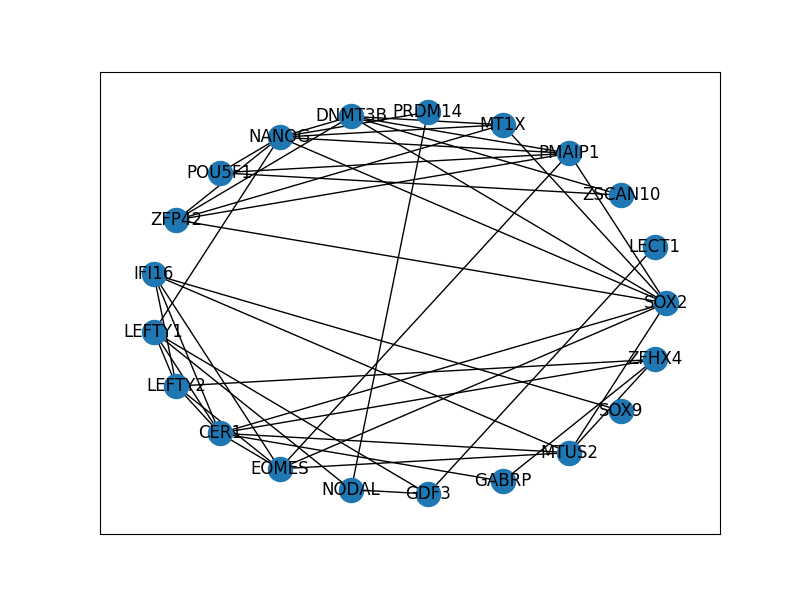 PRDM14
DNMT3B
MT1X
NANOG
PMAIP1
POU5F1
ZSCAN10
ZFP42
LECT1
IFI16
SOX2
LEFTY1
ZFHX4
LEFTY2
SOX9
CER1
MTUS2
EOMES
GABRP
NODAL
GDF3